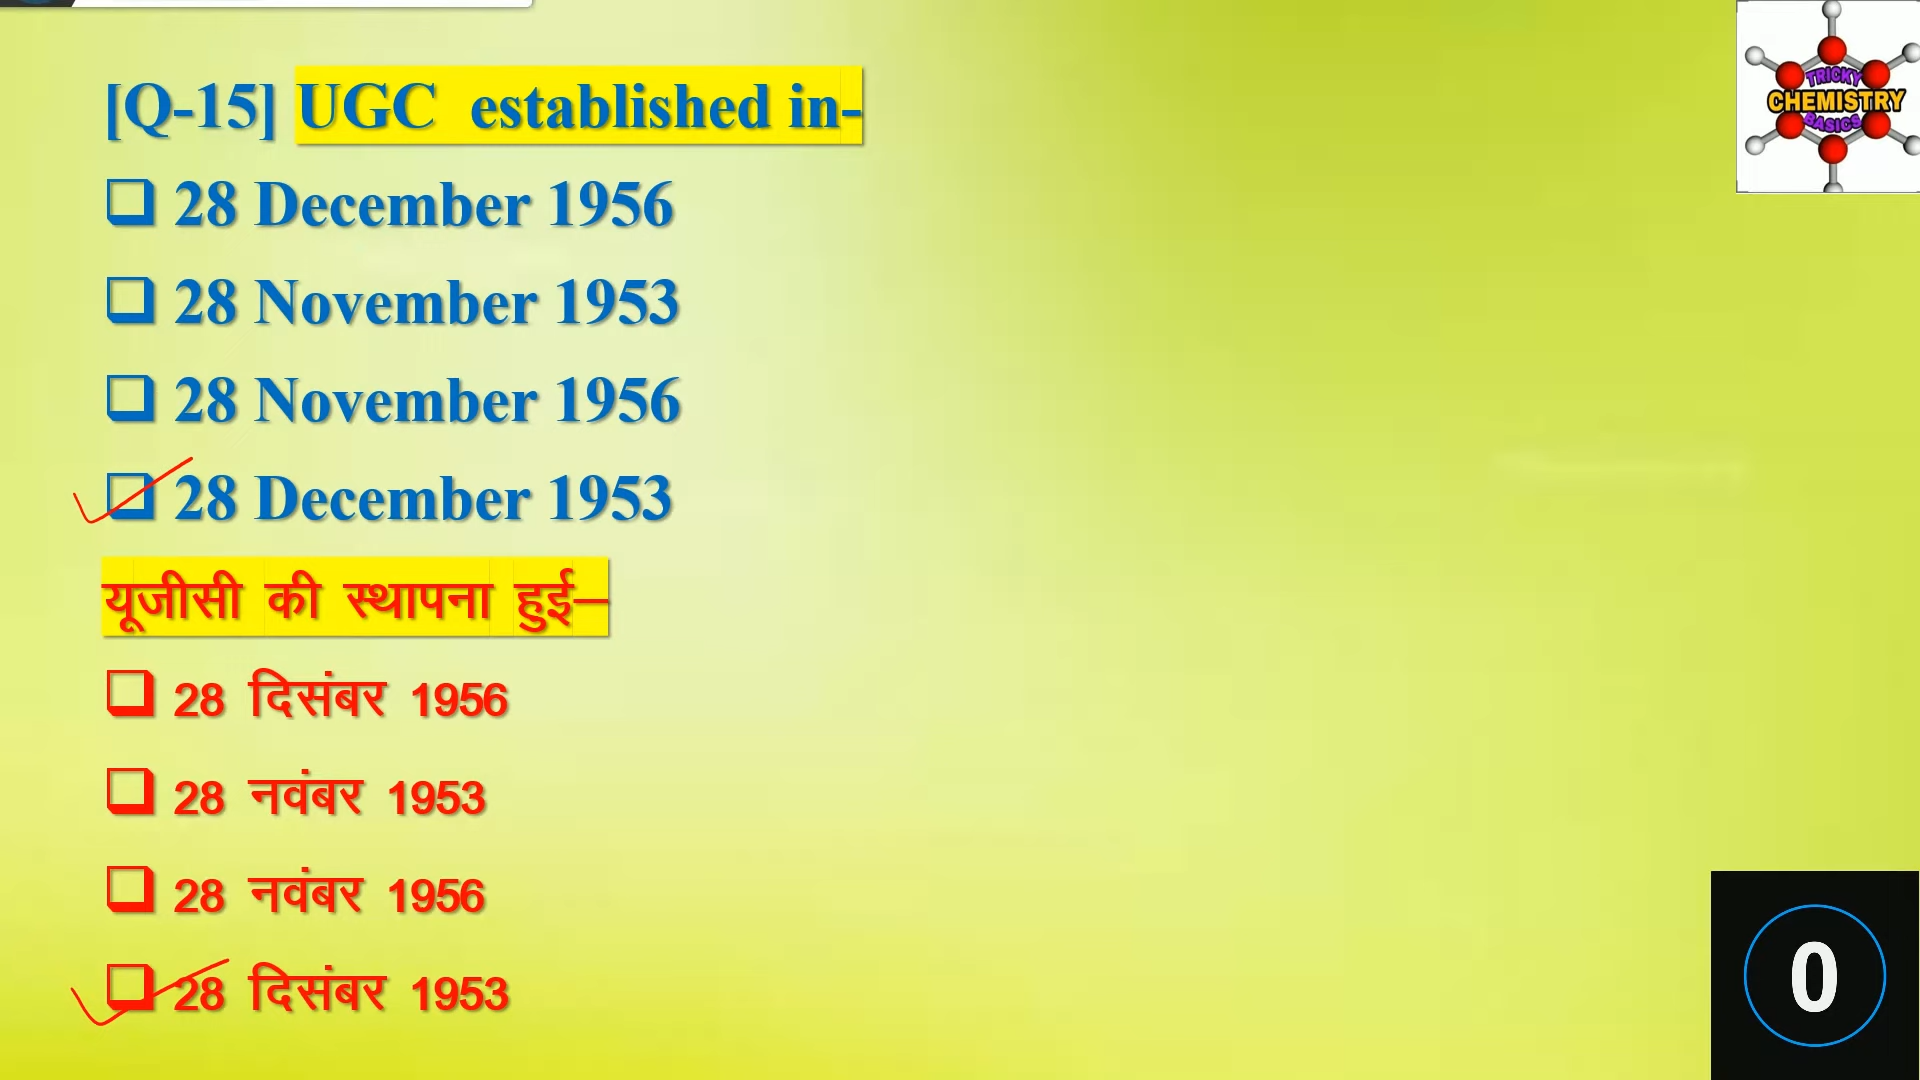 [Q-15] UGC established in-
28 December 1956
28 November 1953
28 November 1956
28 December 1953
यूजीसी की स्थापना हुई–
28 दिसंबर 1956
28 नवंबर 1953
28 नवंबर 1956
28 दिसंबर 1953
TRICKY
CHEMISTRY
BASICS
0